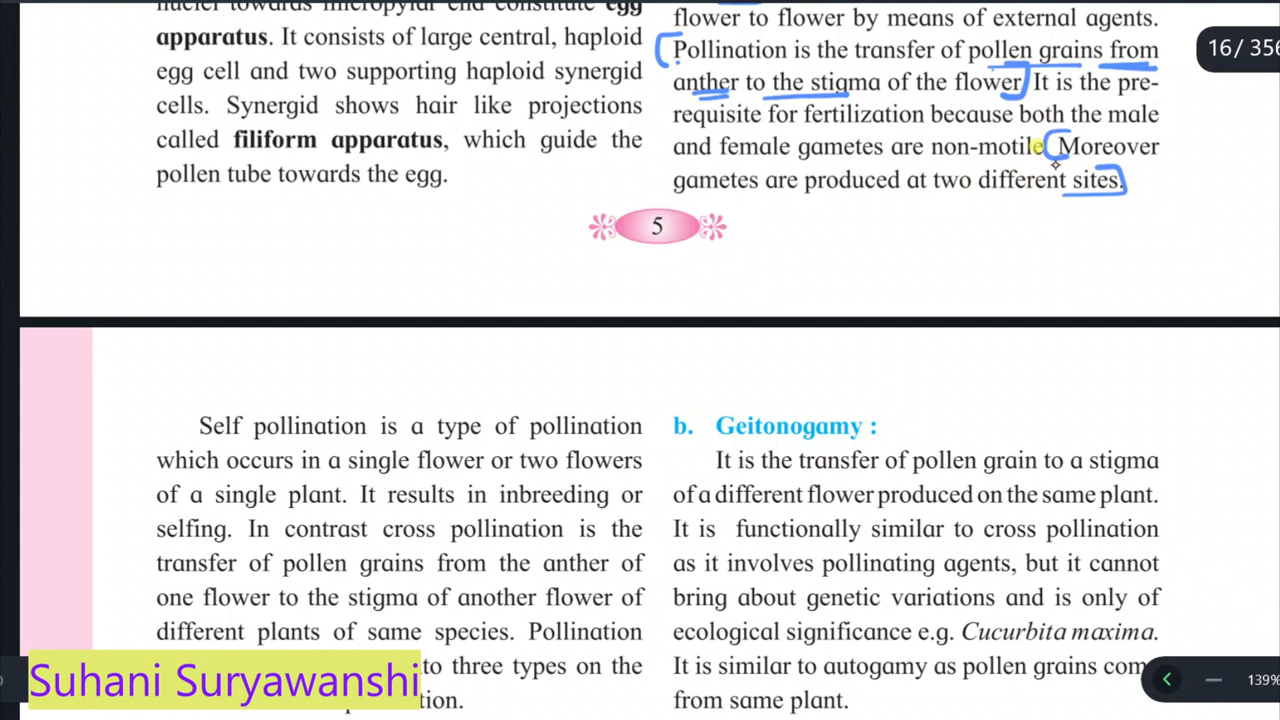 nuclei towards micropylar end constitute egg
apparatus. It consists of large central, haploid
egg cell and two supporting haploid synergid
cells. Synergid shows hair like projections
called filiform apparatus, which guide the
pollen tube towards the egg.
flower to flower by means of external agents.
Pollination is the transfer of pollen grains from
anther to the stigma of the flower. It is the pre-
requisite for fertilization because both the male
and female gametes are non-motile. Moreover
gametes are produced at two different sites.
16/ 356
5
Self pollination is a type of pollination
which occurs in a single flower or two flowers
of a single plant. It results in inbreeding or
selfing. In contrast cross pollination is the
transfer of pollen grains from the anther of
one flower to the stigma of another flower of
different plants of same species. Pollination
to three types on the
tion.
b. Geitonogamy :
It is the transfer of pollen grain to a stigma
of a different flower produced on the same plant.
It is functionally similar to cross pollination
as it involves pollinating agents, but it cannot
bring about genetic variations and is only of
ecological significance e.g. Cucurbita maxima.
It is similar to autogamy as pollen grains com
from same plant.
Suhani Suryawanshi
139%